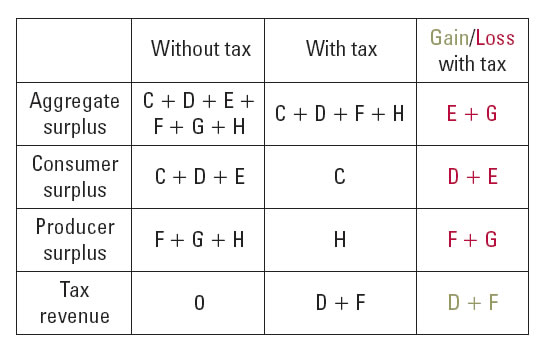 Without tax
With tax
Gain/Loss
with tax
Aggregate
surplus
C + D + E +
F + G + H
C + D + F + H
E + G
Consumer
surplus
C + D + E
C
D + E
Producer
surplus
F + G + H
H
F + G
Tax
revenue
0
D + F
D + F